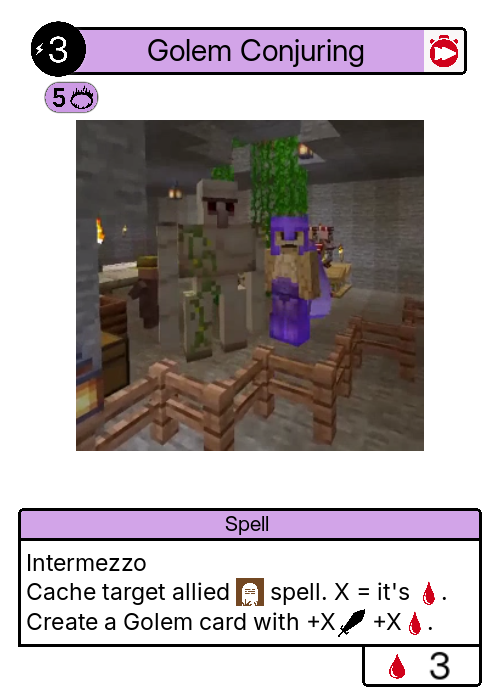 3
Golem Conjuring
5
Spell
Intermezzo
Cache target allied spell. X = it's .
Create a Golem card with +X +X .
3